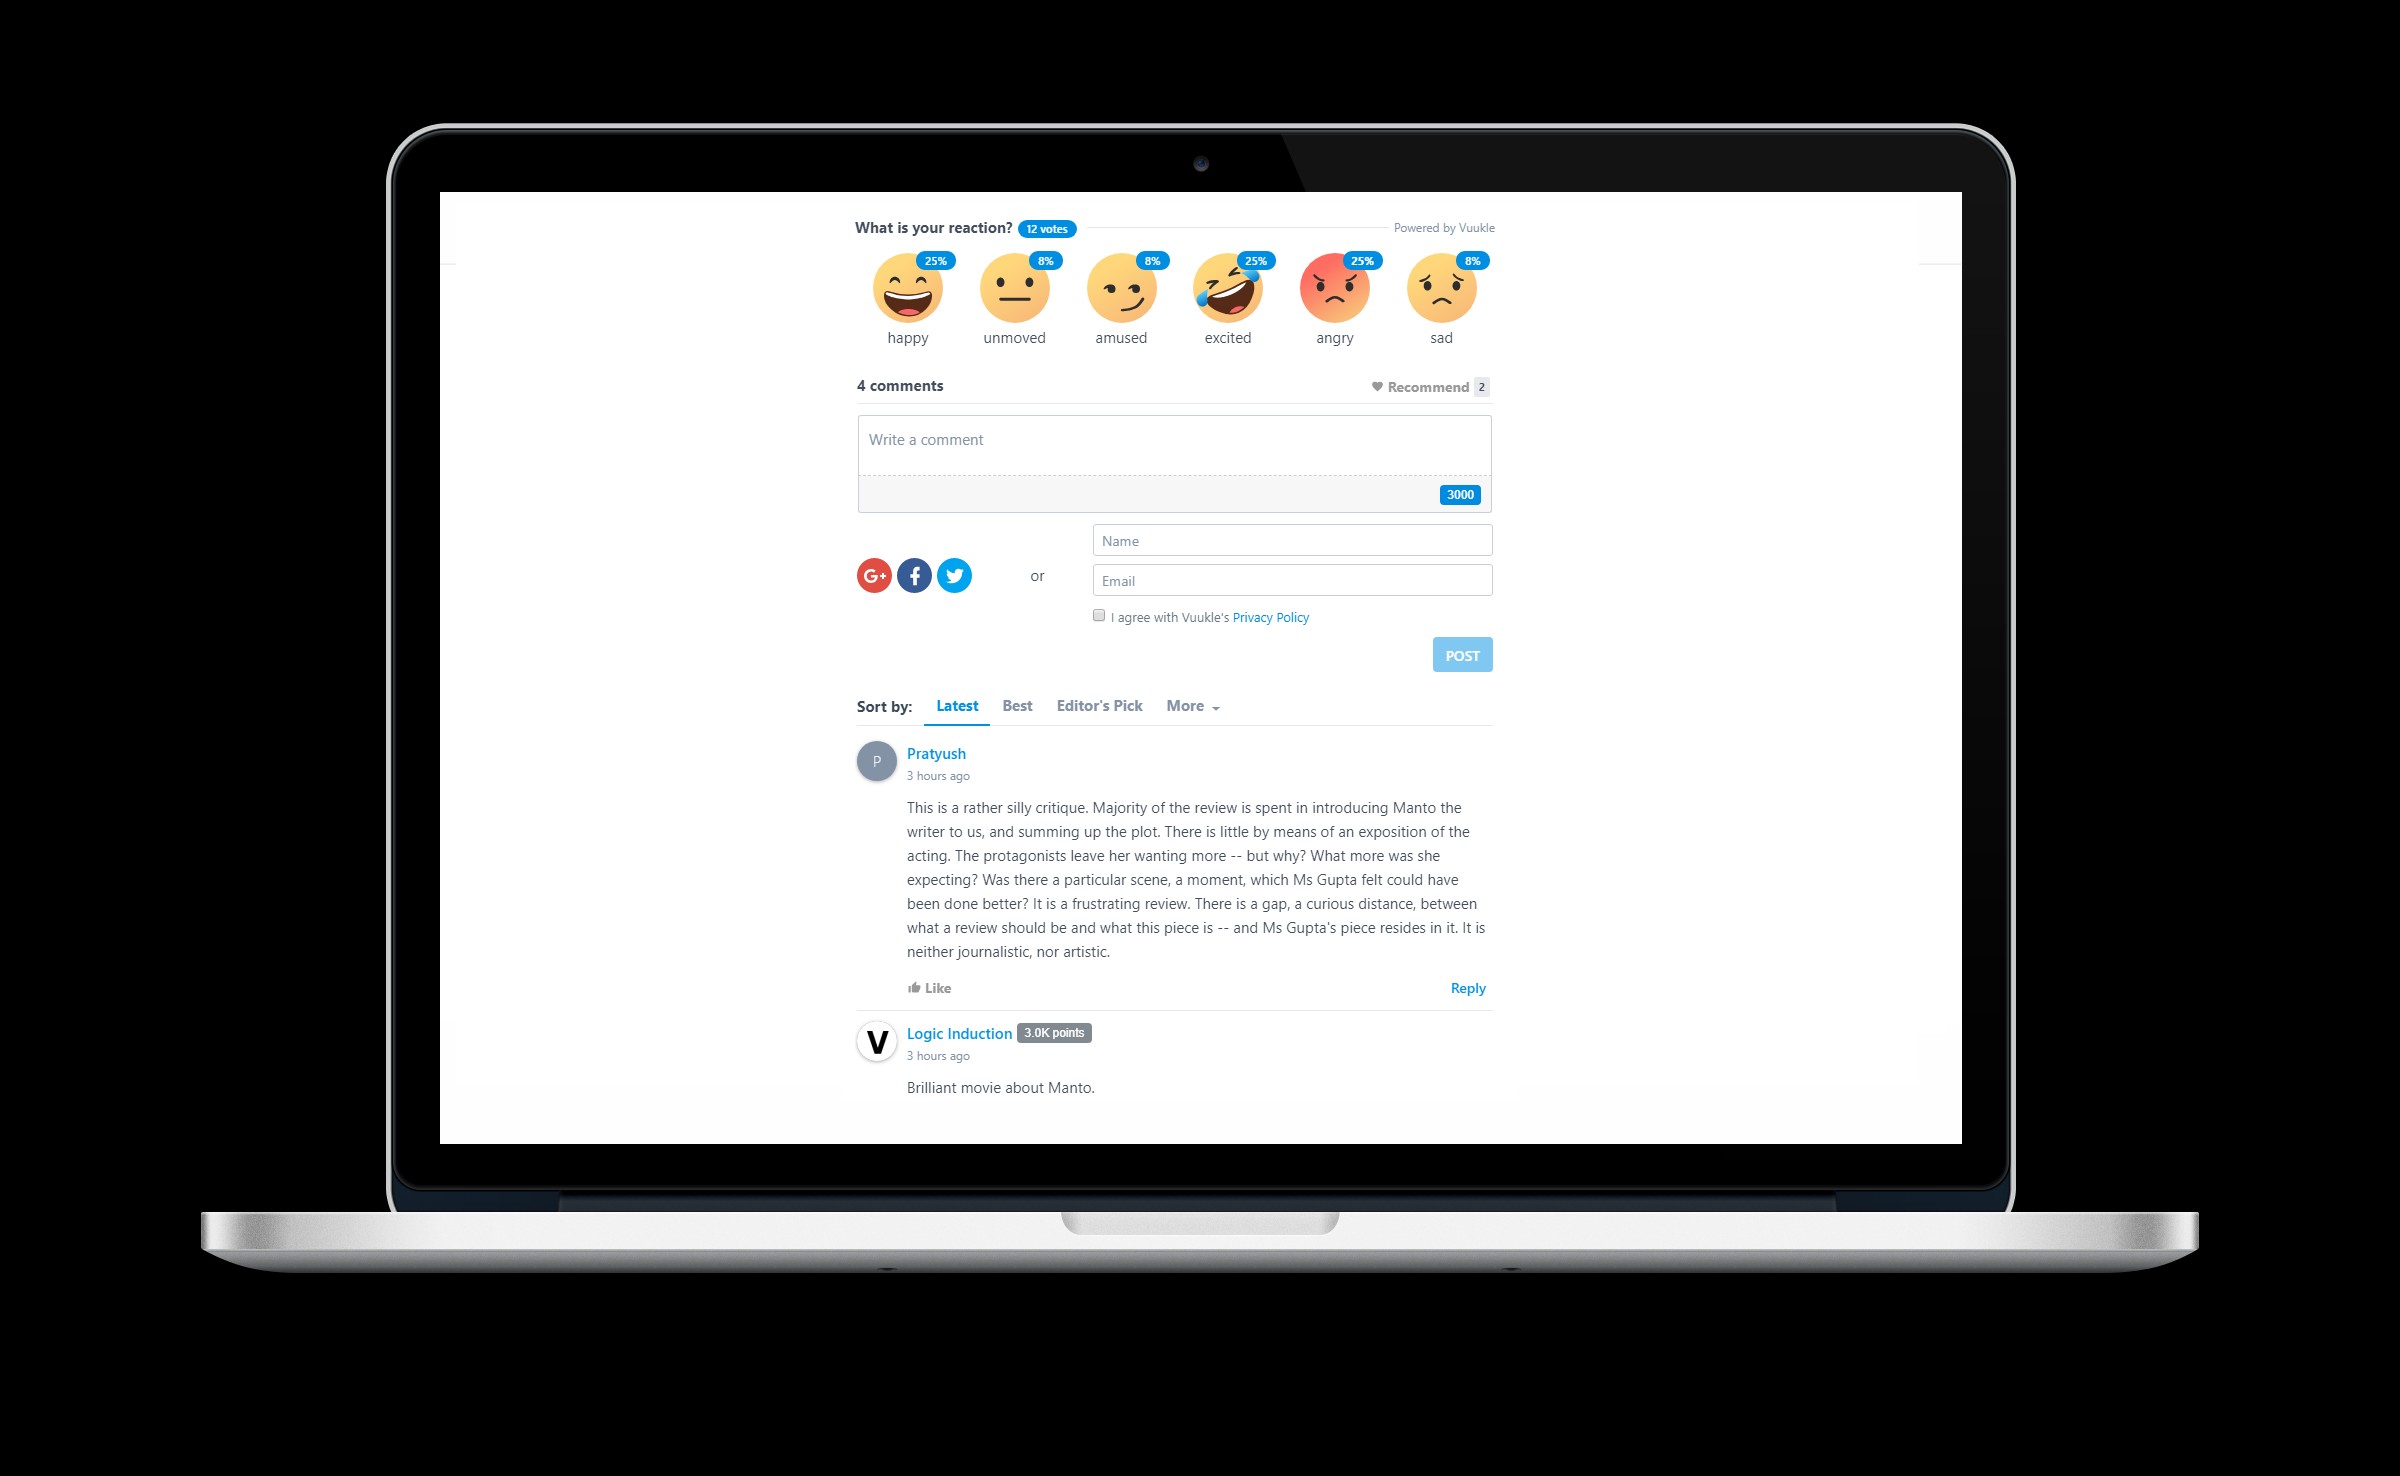 What is your reaction? 12 votes Powered by Vuukle
25% 8% 8% 25% 25% 8%
happy unmoved amused excited angry sad
4 comments Recommend 2
Write a comment
3000
Name
G+ f or
Email
I agree with Vuukle's Privacy Policy
POST
Sort by: Latest Best Editor's Pick More
P Pratyush
3 hours ago
This is a rather silly critique. Majority of the review is spent in introducing Manto the
writer to us, and summing up the plot. There is little by means of an exposition of the
acting. The protagonists leave her wanting more -- but why? What more was she
expecting? Was there a particular scene, a moment, which Ms Gupta felt could have
been done better? It is a frustrating review. There is a gap, a curious distance, between
what a review should be and what this piece is -- and Ms Gupta's piece resides in it. It is
neither journalistic, nor artistic.
Like Reply
V Logic Induction 3.0K points
3 hours ago
Brilliant movie about Manto.